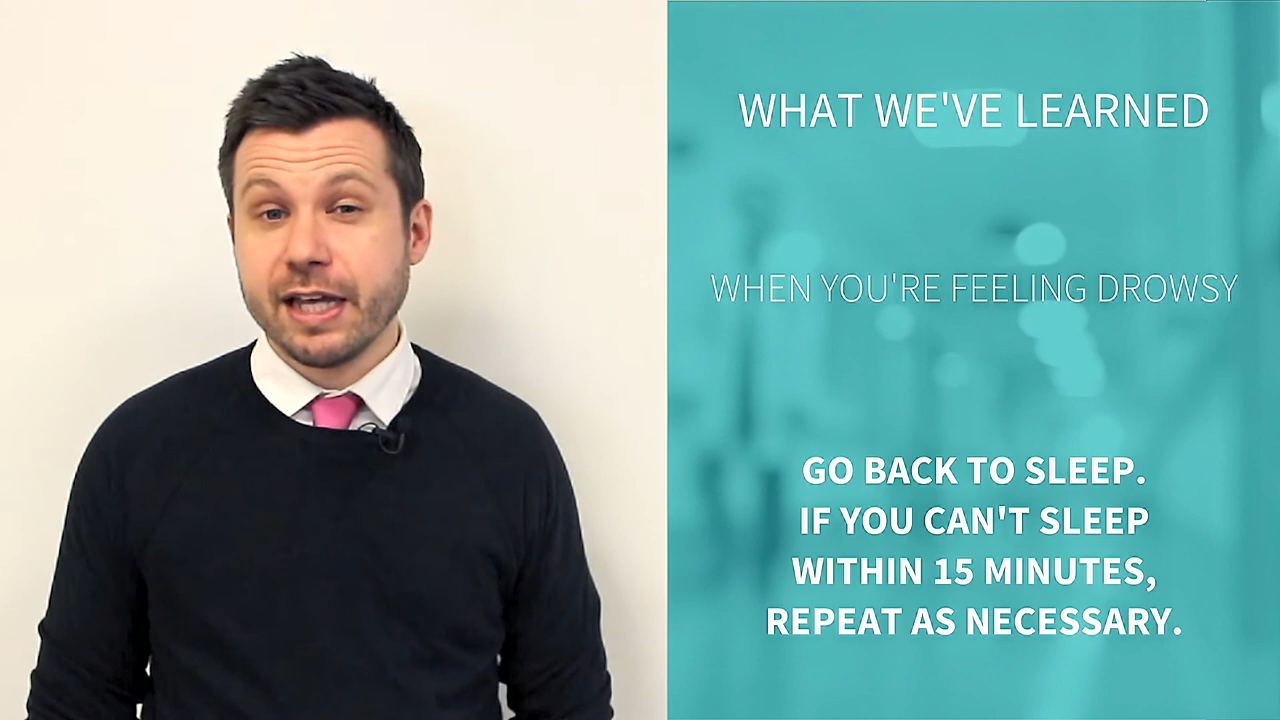 WHAT WE'VE LEARNED
WHEN YOU'RE FEELING DROWSY
GO BACK TO SLEEP.
IF YOU CAN'T SLEEP
WITHIN 15 MINUTES,
REPEAT AS NECESSARY.